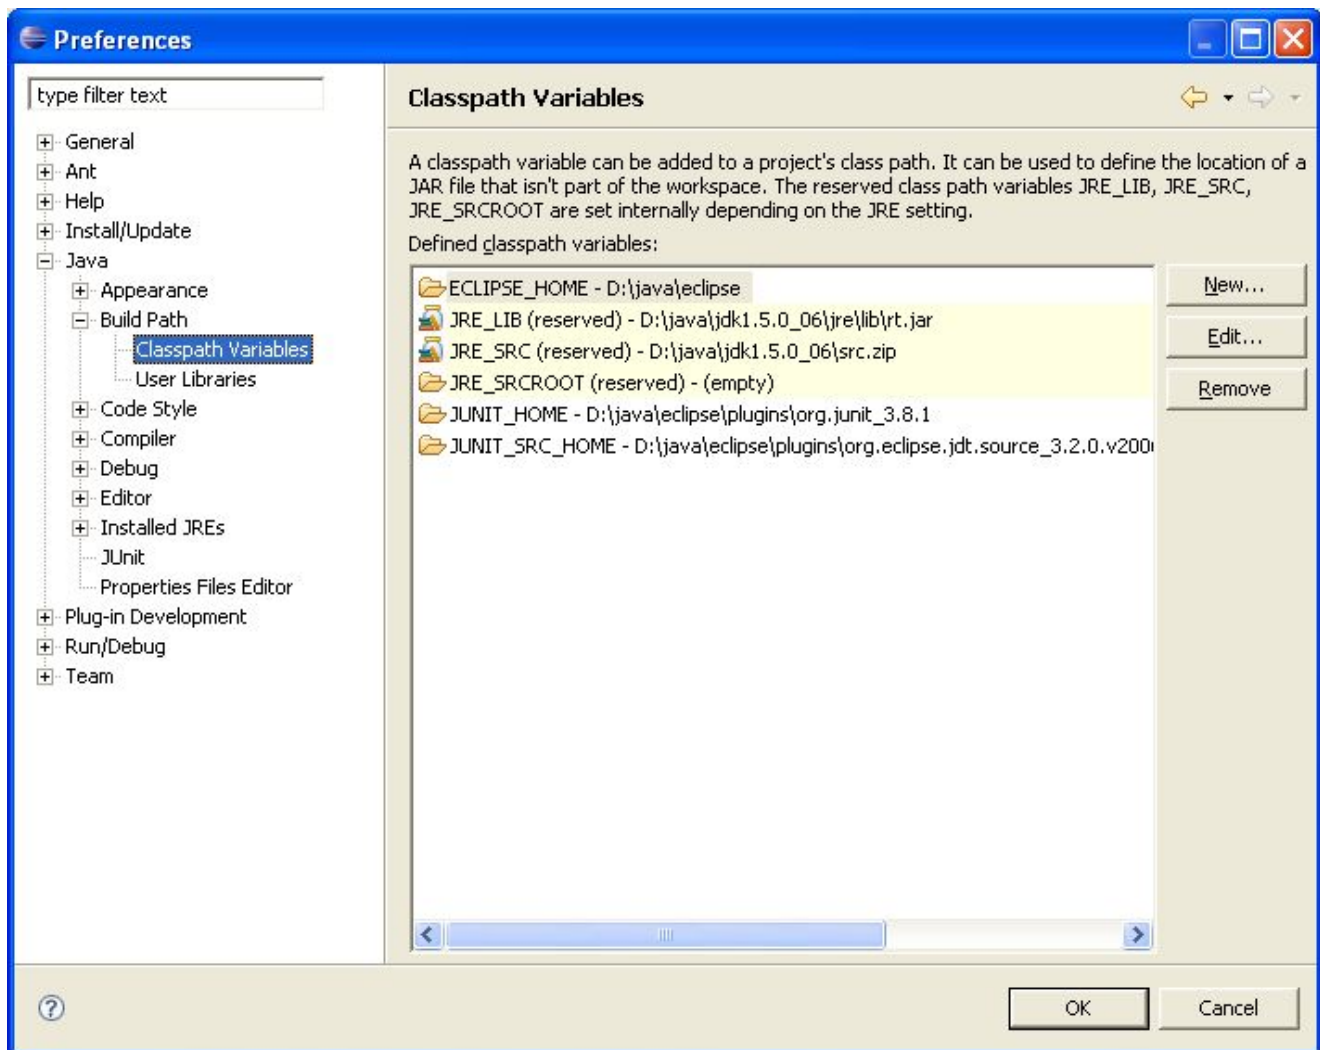 Preferences
type filter text
General
Ant
Help
Install/Update
Java
Appearance
Build Path
Classpath Variables
User Libraries
Code Style
Compiler
Debug
Editor
Installed JREs
JUnit
Properties Files Editor
Plug-in Development
Run/Debug
Team
Classpath Variables
A classpath variable can be added to a project's class path. It can be used to define the location of a
JAR file that isn't part of the workspace. The reserved class path variables JRE_LIB, JRE_SRC,
JRE_SRCROOT are set internally depending on the JRE setting.
Defined classpath variables:
ECLIPSE_HOME - D:\java\eclipse
JRE_LIB (reserved) - D:\java\jdk1.5.0_06\jre\lib\rt.jar
JRE_SRC (reserved) - D:\java\jdk1.5.0_06\src.zip
JRE_SRCROOT (reserved) - (empty)
JUNIT_HOME - D:\java\eclipse\plugins\org.junit_3.8.1
JUNIT_SRC_HOME - D:\java\eclipse\plugins\org.eclipse.jdt.source_3.2.0.v200
New...
Edit...
Remove
OK
Cancel